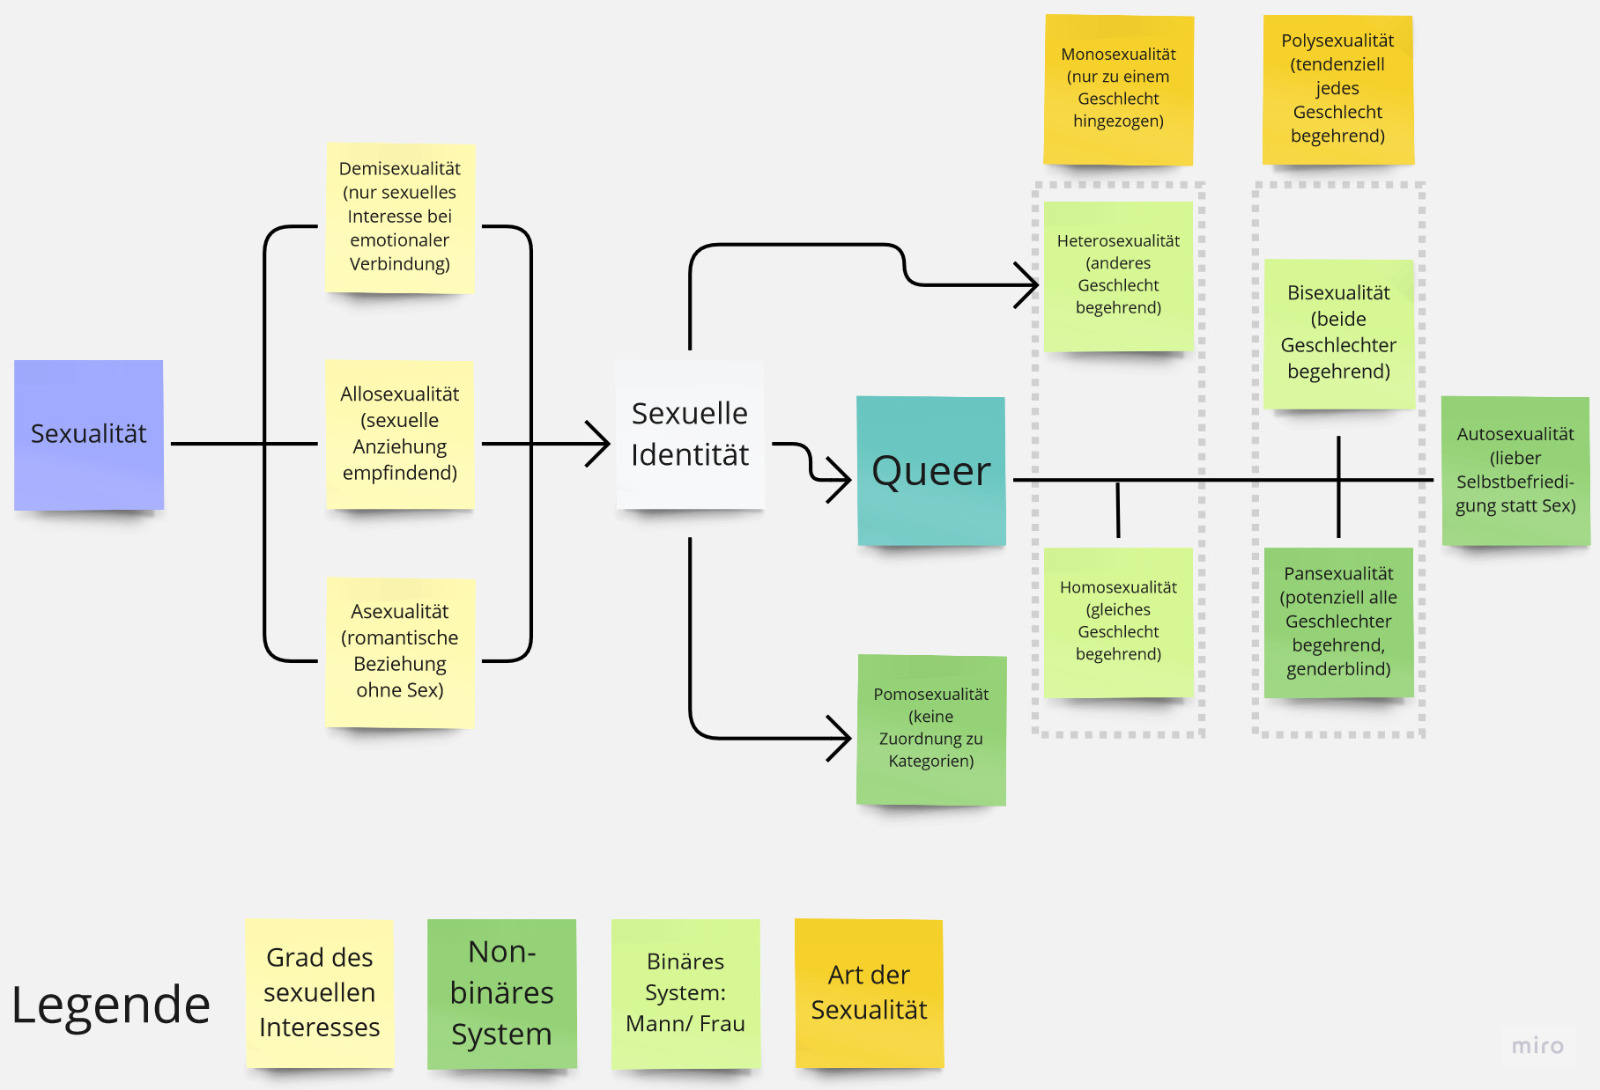 Monosexualität
(nur zu einem
Geschlecht
hingezogen)
Polysexualität
(tendenziell
jedes
Geschlecht
begehrend)
Demisexualität
(nur sexuelles
Interesse bei
emotionaler
Verbindung)
Heterosexualität
(anderes
Geschlecht
begehrend)
Bisexualität
(beide
Geschlechter
begehrend)
Sexualität
Allosexualität
(sexuelle
Anziehung
empfindend)
Sexuelle
Identität
Queer
Autosexualität
(lieber
Selbstbefriedi-
gung statt Sex)
Asexualität
(romantische
Beziehung
ohne Sex)
Homosexualität
(gleiches
Geschlecht
begehrend)
Pansexualität
(potenziell alle
Geschlechter
begehrend,
genderblind)
Pomosexualität
(keine
Zuordnung zu
Kategorien)
Legende
Grad des
sexuellen
Interesses
Non-
binäres
System
Binäres
System:
Mann/ Frau
Art der
Sexualität
miro